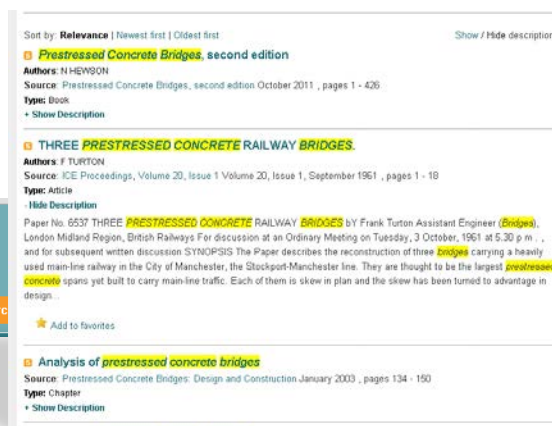 Sort by: Relevance | Newest first | Oldest first
Show / Hide description
Prestressed Concrete Bridges, second edition
Authors: N HEWSON
Source: Prestressed Concrete Bridges, second edition October 2011 , pages 1 - 426
Type: Book
+ Show Description
THREE PRESTRESSED CONCRETE RAILWAY BRIDGES.
Authors: F TURTON
Source: ICE Proceedings, Volume 20, Issue 1 Volume 20, Issue 1, September 1961 , pages 1 - 18
Type: Article
- Hide Description
Paper No. 6537 THREE PRESTRESSED CONCRETE RAILWAY BRIDGES bY Frank Turton Assistant Engineer (Bridges),
London Midland Region, British Railways For discussion at an Ordinary Meeting on Tuesday, 3 October, 1961 at 5.30 p m . ,
and for subsequent written discussion SYNOPSIS The Paper describes the reconstruction of three bridges carrying a heavily
used main-line railway in the City of Manchester, the Stockport-Manchester line. They are thought to be the largest prestressed
concrete spans yet built to carry main-line traffic. Each of them is skew in plan and the skew has been turned to advantage in
design...
Add to favorites
Analysis of prestressed concrete bridges
Source: Prestressed Concrete Bridges: Design and Construction January 2003 , pages 134 - 150
Type: Chapter
+ Show Description